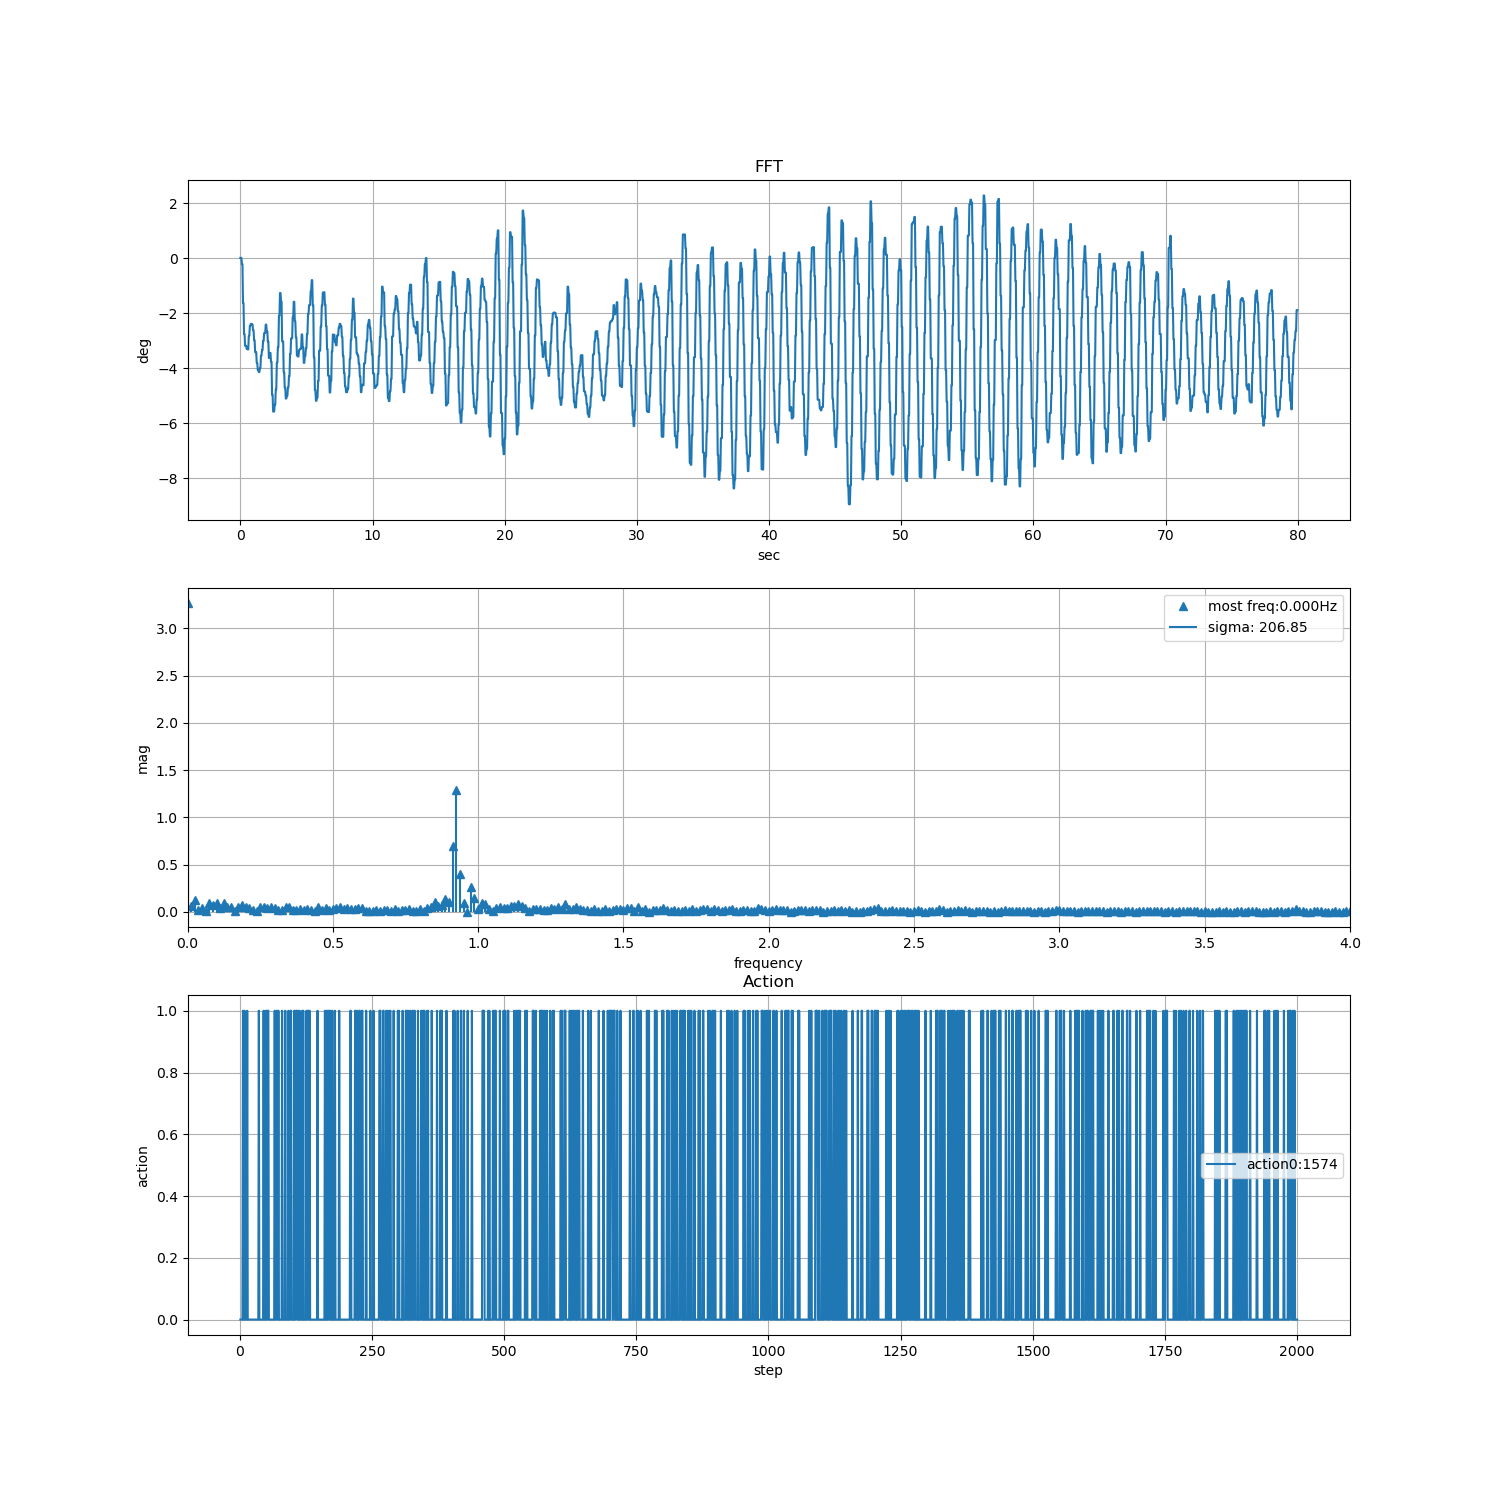 FFT
2
0
−2
−4
−6
−8
deg
0 10 20 30 40 50 60 70 80
sec
most freq:0.000Hz
sigma: 206.85
3.0
2.5
2.0
1.5
1.0
0.5
0.0
mag
0.0 0.5 1.0 1.5 2.0 2.5 3.0 3.5 4.0
frequency
Action
1.0
0.8
0.6
0.4
0.2
0.0
action
action0:1574
0 250 500 750 1000 1250 1500 1750 2000
step